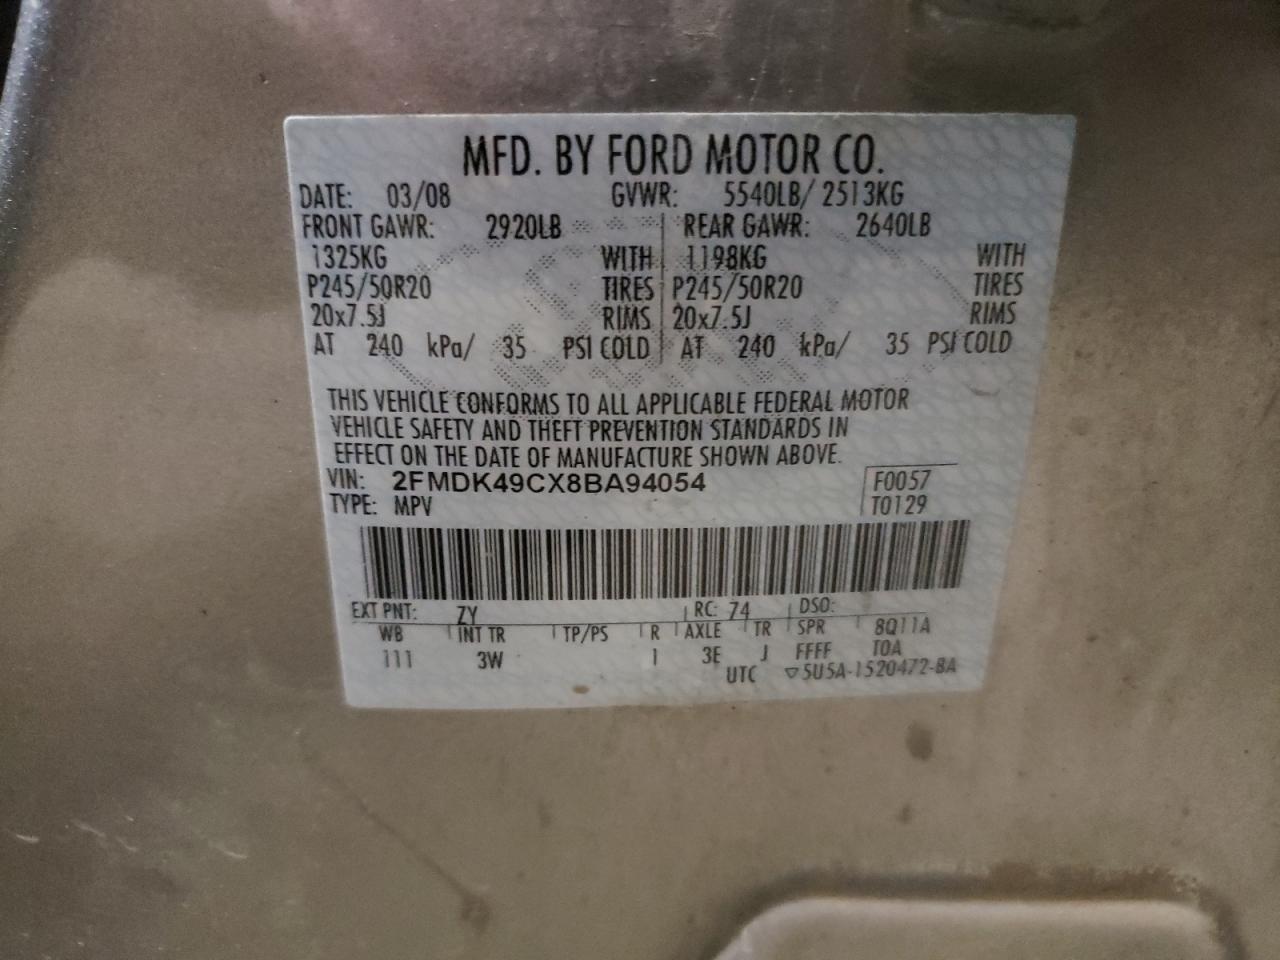 MFD. BY FORD MOTOR CO.
DATE: 03/08 GVWR: 5540LB/ 2513KG
FRONT GAWR: 2920LB REAR GAWR: 2640LB
1325KG WITH 1198KG WITH
P245/50R20 TIRES P245/50R20 TIRES
20x7.5J RIMS 20x7.5J RIMS
AT 240 kPa/ 35 PSI COLD AT 240 kPa/ 35 PSI COLD
THIS VEHICLE CONFORMS TO ALL APPLICABLE FEDERAL MOTOR
VEHICLE SAFETY AND THEFT PREVENTION STANDARDS IN
EFFECT ON THE DATE OF MANUFACTURE SHOWN ABOVE.
VIN: 2FMDK49CX8BA94054 F0057
TYPE: MPV T0129
EXT PNT: ZY RC: 74 DSO:
WB INT TR TP/PS R AXLE TR SPR 8Q11A
111 3W 1 3E J FFFF TOA
UTC ▽5U5A-1520472-BA